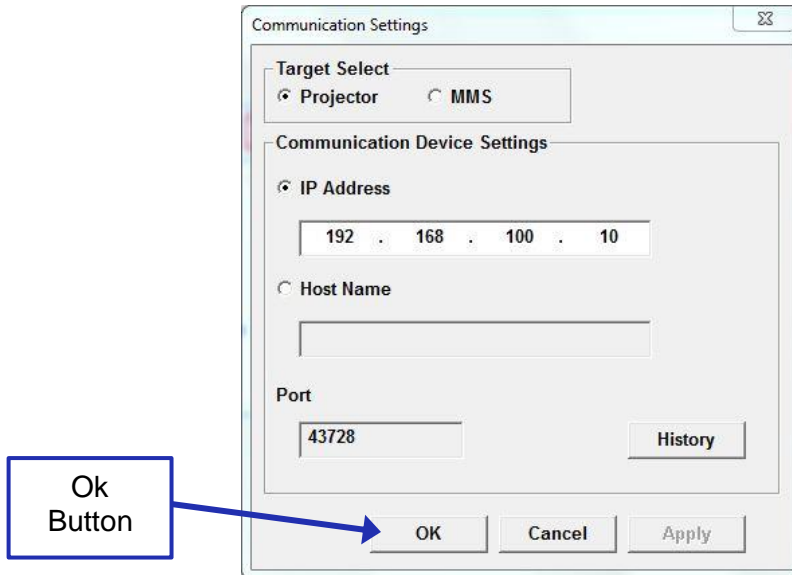 Communication Settings
Target Select
Projector MMS
Communication Device Settings
IP Address
192 . 168 . 100 . 10
Host Name
Port
43728 History
Ok
Button
OK Cancel Apply